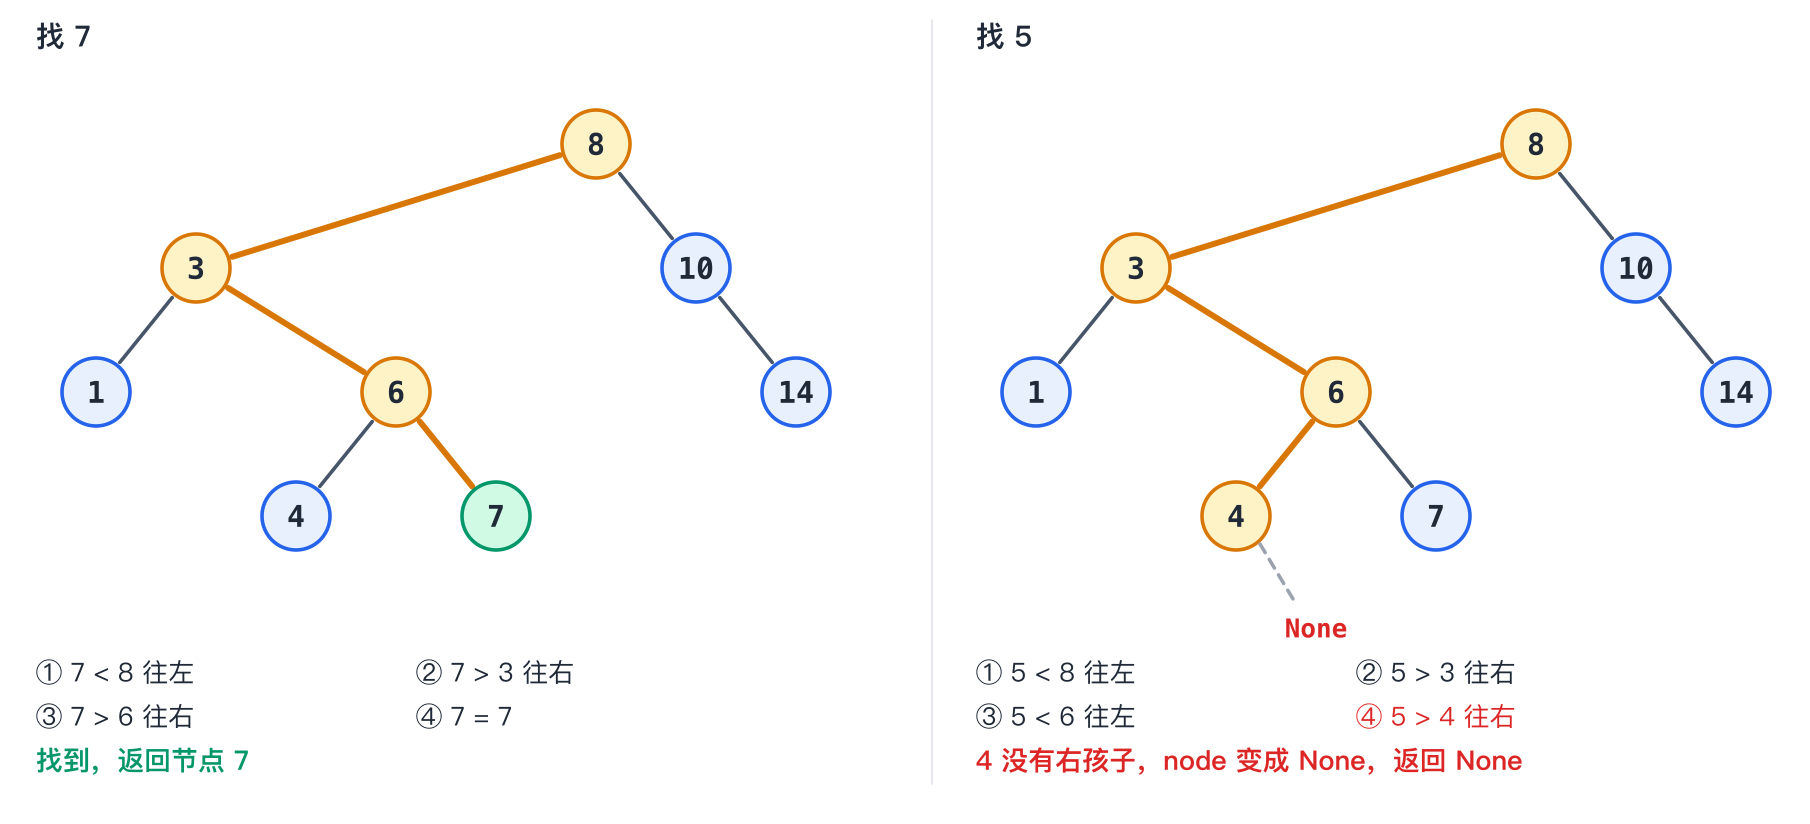 找 7
8
3
10
1
6
14
4
7
① 7 < 8 往左
② 7 > 3 往右
③ 7 > 6 往右
④ 7 = 7
找到，返回节点 7
找 5
8
3
10
1
6
14
4
7
None
① 5 < 8 往左
② 5 > 3 往右
③ 5 < 6 往左
④ 5 > 4 往右
4 没有右孩子，node 变成 None，返回 None